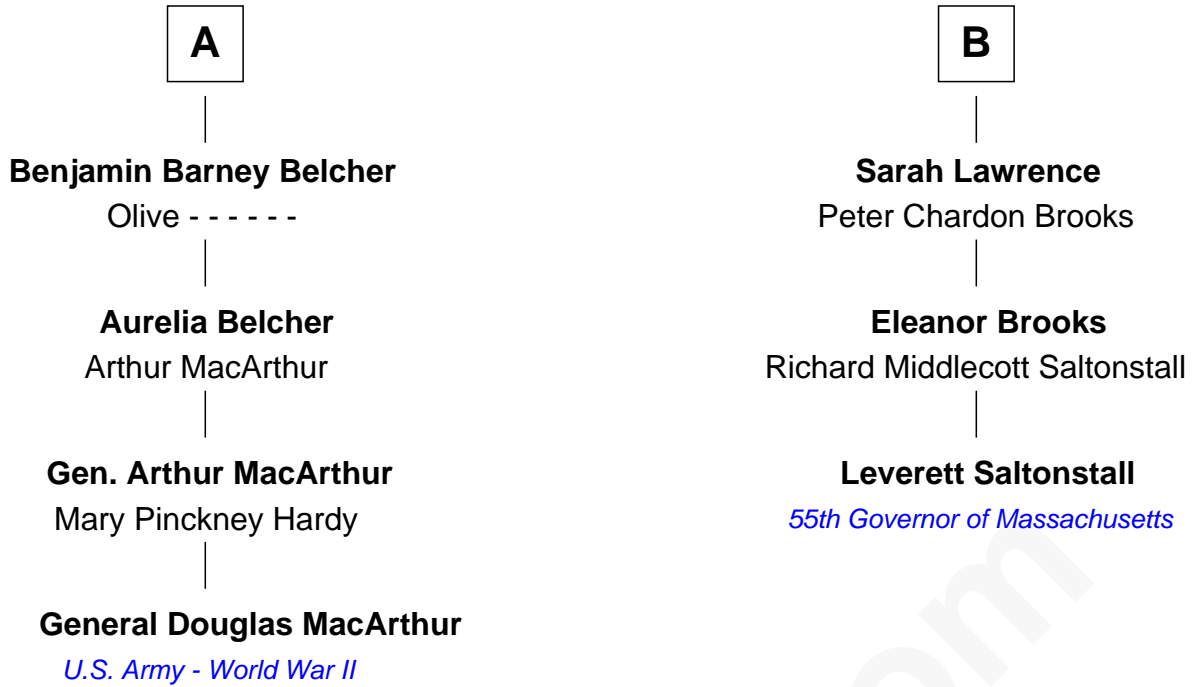 A
Benjamin Barney Belcher
Olive - - - - - -
Aurelia Belcher
Arthur MacArthur
Gen. Arthur MacArthur
Mary Pinckney Hardy
General Douglas MacArthur
U.S. Army - World War II
B
Sarah Lawrence
Peter Chardon Brooks
Eleanor Brooks
Richard Middlecott Saltonstall
Leverett Saltonstall
55th Governor of Massachusetts
om